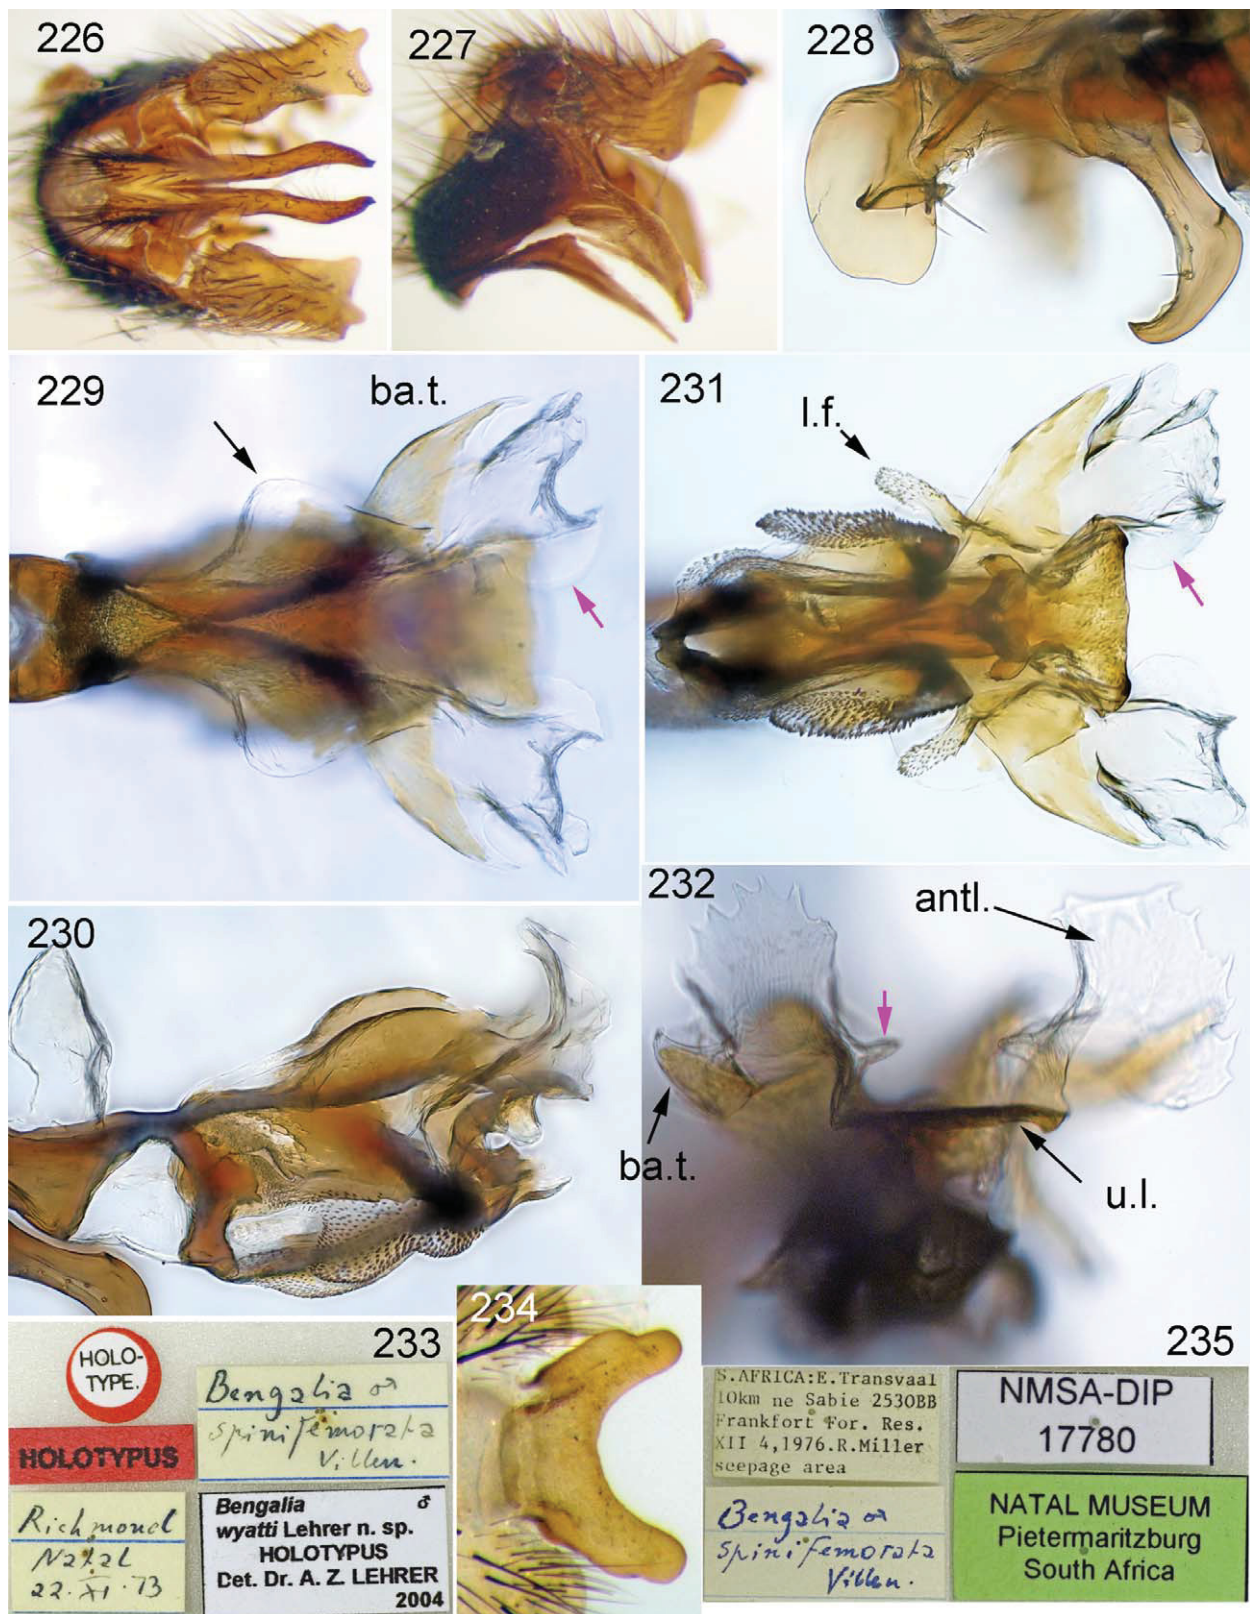 226
227
228
229
ba.t.
231
l.f.
230
232
antl.
ba.t.
u.l.
233
HOLO-
TYPE.
HOLOTYPUS
Bengalia ♂
spinifemorata
Villen.
Richmond
Natal
22. XI. 73
Bengalia ♂
wyatti Lehrer n. sp.
HOLOTYPUS
Det. Dr. A. Z. LEHRER
2004
234
235
S.AFRICA:E.Transvaal
10km ne Sabie 2530BB
Frankfort For. Res.
XII 4,1976.R.Miller
seepage area
Bengalia ♂
spinifemorata
Villen.
NMSA-DIP
17780
NATAL MUSEUM
Pietermaritzburg
South Africa